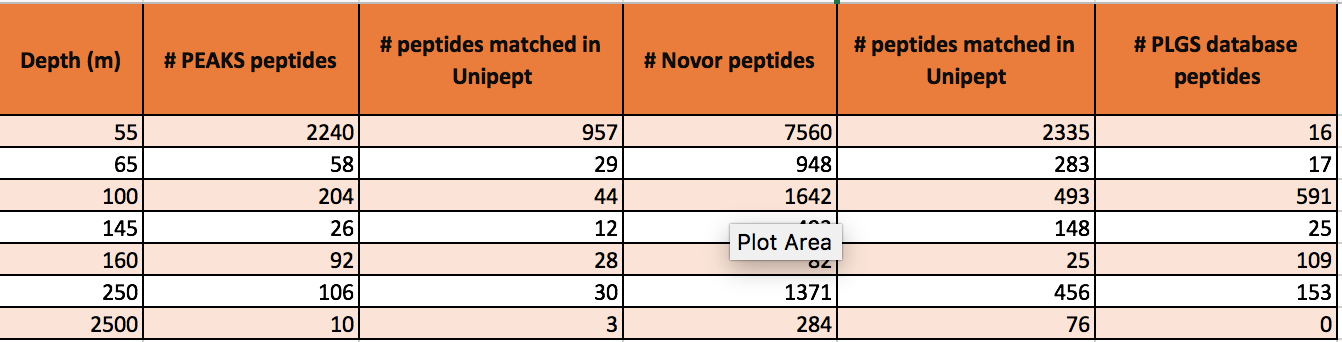 Depth (m) # PEAKS peptides # peptides matched in Unipept # Novor peptides # peptides matched in Unipept # PLGS database peptides
55 2240 957 7560 2335 16
65 58 29 948 283 17
100 204 44 1642 493 591
145 26 12 148 25
Plot Area
160 92 28 25 109
250 106 30 1371 456 153
2500 10 3 284 76 0